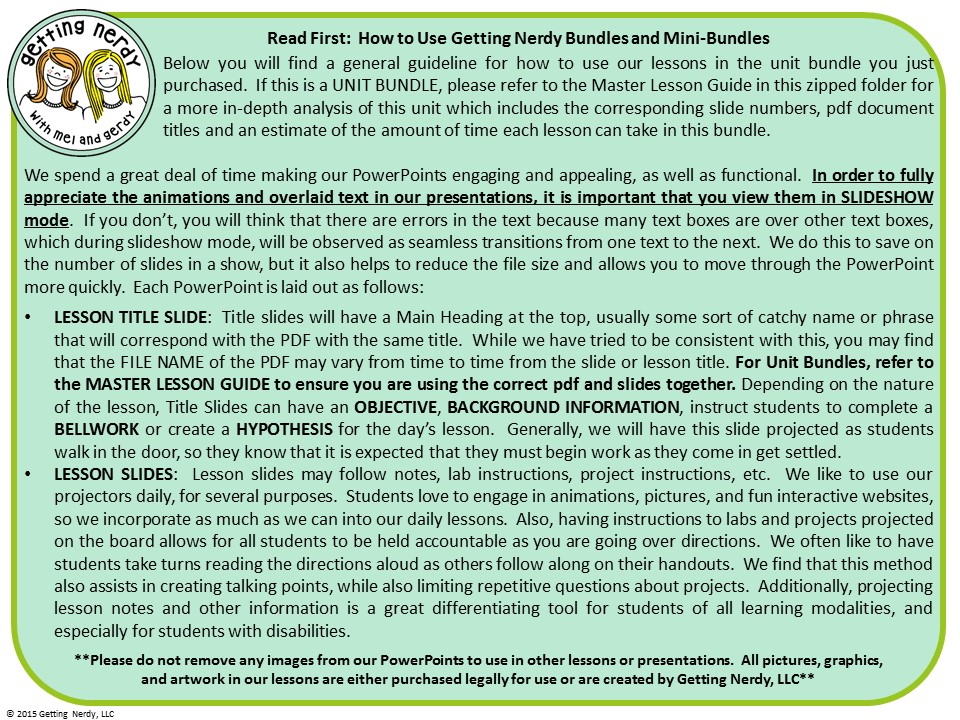 getting nerdy
with mel and gerdy
Read First:  How to Use Getting Nerdy Bundles and Mini-Bundles
Below you will find a general guideline for how to use our lessons in the unit bundle you just
purchased.  If this is a UNIT BUNDLE, please refer to the Master Lesson Guide in this zipped folder for
a more in-depth analysis of this unit which includes the corresponding slide numbers, pdf document
titles and an estimate of the amount of time each lesson can take in this bundle.
We spend a great deal of time making our PowerPoints engaging and appealing, as well as functional.  In order to fully
appreciate the animations and overlaid text in our presentations, it is important that you view them in SLIDESHOW
mode.  If you don't, you will think that there are errors in the text because many text boxes are over other text boxes,
which during slideshow mode, will be observed as seamless transitions from one text to the next.  We do this to save on
the number of slides in a show, but it also helps to reduce the file size and allows you to move through the PowerPoint
more quickly.  Each PowerPoint is laid out as follows:
• LESSON TITLE SLIDE:  Title slides will have a Main Heading at the top, usually some sort of catchy name or phrase
that will correspond with the PDF with the same title.  While we have tried to be consistent with this, you may find
that the FILE NAME of the PDF may vary from time to time from the slide or lesson title. For Unit Bundles, refer to
the MASTER LESSON GUIDE to ensure you are using the correct pdf and slides together. Depending on the nature
of the lesson, Title Slides can have an OBJECTIVE, BACKGROUND INFORMATION, instruct students to complete a
BELLWORK or create a HYPOTHESIS for the day's lesson.  Generally, we will have this slide projected as students
walk in the door, so they know that it is expected that they must begin work as they come in get settled.
• LESSON SLIDES:  Lesson slides may follow notes, lab instructions, project instructions, etc.  We like to use our
projectors daily, for several purposes.  Students love to engage in animations, pictures, and fun interactive websites,
so we incorporate as much as we can into our daily lessons.  Also, having instructions to labs and projects projected
on the board allows for all students to be held accountable as you are going over directions.  We often like to have
students take turns reading the directions aloud as others follow along on their handouts.  We find that this method
also assists in creating talking points, while also limiting repetitive questions about projects.  Additionally, projecting
lesson notes and other information is a great differentiating tool for students of all learning modalities, and
especially for students with disabilities.
**Please do not remove any images from our PowerPoints to use in other lessons or presentations.  All pictures, graphics,
and artwork in our lessons are either purchased legally for use or are created by Getting Nerdy, LLC**
© 2015 Getting Nerdy, LLC